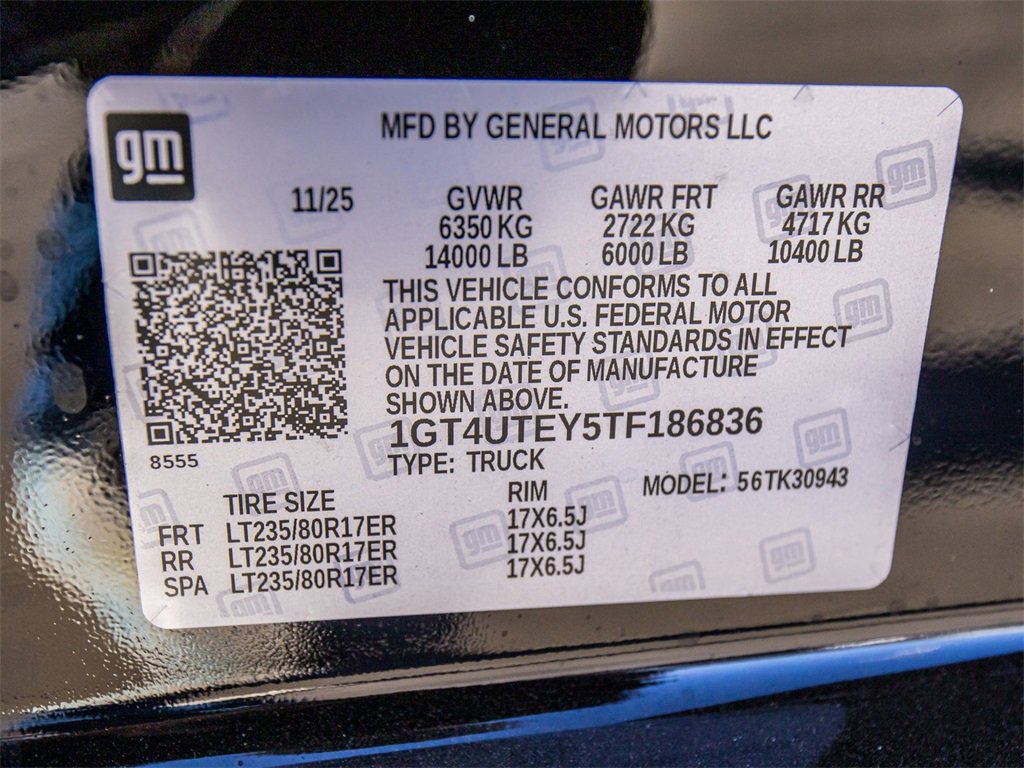 gm
MFD BY GENERAL MOTORS LLC
11/25 GVWR GAWR FRT GAWR RR
6350 KG 2722 KG 4717 KG
14000 LB 6000 LB 10400 LB
THIS VEHICLE CONFORMS TO ALL
APPLICABLE U.S. FEDERAL MOTOR
VEHICLE SAFETY STANDARDS IN EFFECT
ON THE DATE OF MANUFACTURE
SHOWN ABOVE.
1GT4UTEY5TF186836
8555
TYPE: TRUCK
TIRE SIZE RIM MODEL: 56TK30943
FRT LT235/80R17ER 17X6.5J
RR LT235/80R17ER 17X6.5J
SPA LT235/80R17ER 17X6.5J